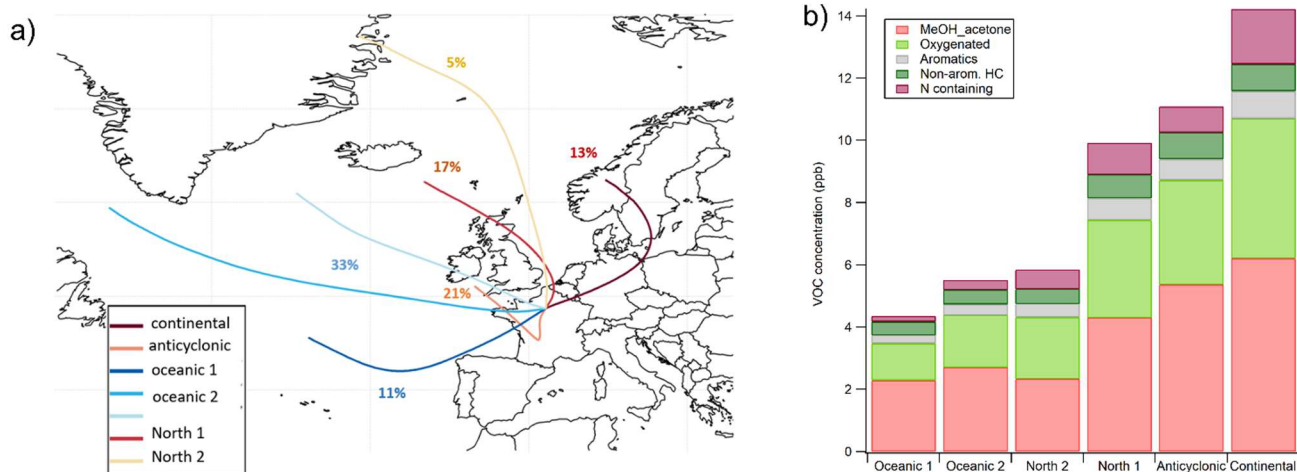 a)
5%
13%
17%
33%
21%
11%
continental
anticyclonic
oceanic 1
oceanic 2
North 1
North 2
b)
MeOH_acetone
Oxygenated
Aromatics
Non-arom. HC
N containing
VOC concentration (ppb)
14
12
10
8
6
4
2
0
Oceanic 1 Oceanic 2 North 2 North 1 Anticyclonic Continental